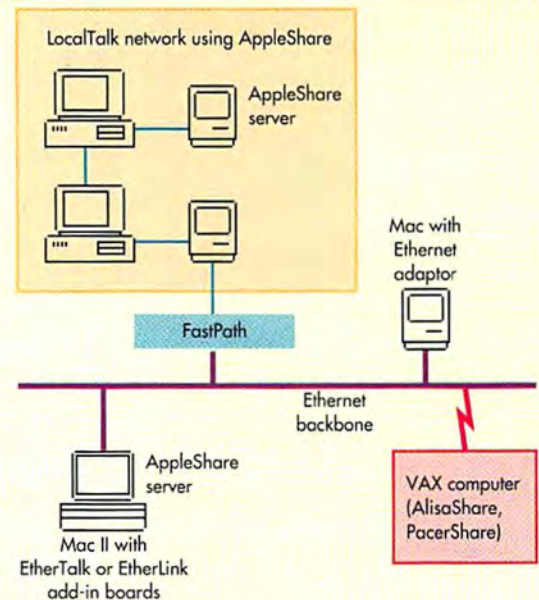 LocalTalk network using AppleShare
AppleShare
server
Mac with
Ethernet
adaptor
FastPath
Ethernet
backbone
AppleShare
server
Mac II with
EtherTalk or EtherLink
add-in boards
VAX computer
(AlisaShare,
PacerShare)